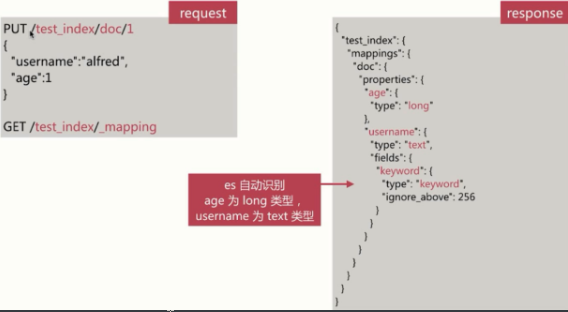 request
PUT /test_index/doc/1
{
"username":"alfred",
"age":1
}
GET /test_index/_mapping
es 自动识别
age 为 long 类型，
username 为 text 类型
response
{
"test_index": {
"mappings": {
"doc": {
"properties": {
"age": {
"type": "long"
},
"username": {
"type": "text",
"fields": {
"keyword": {
"type": "keyword",
"ignore_above": 256
}
}
}
}
}
}
}
}